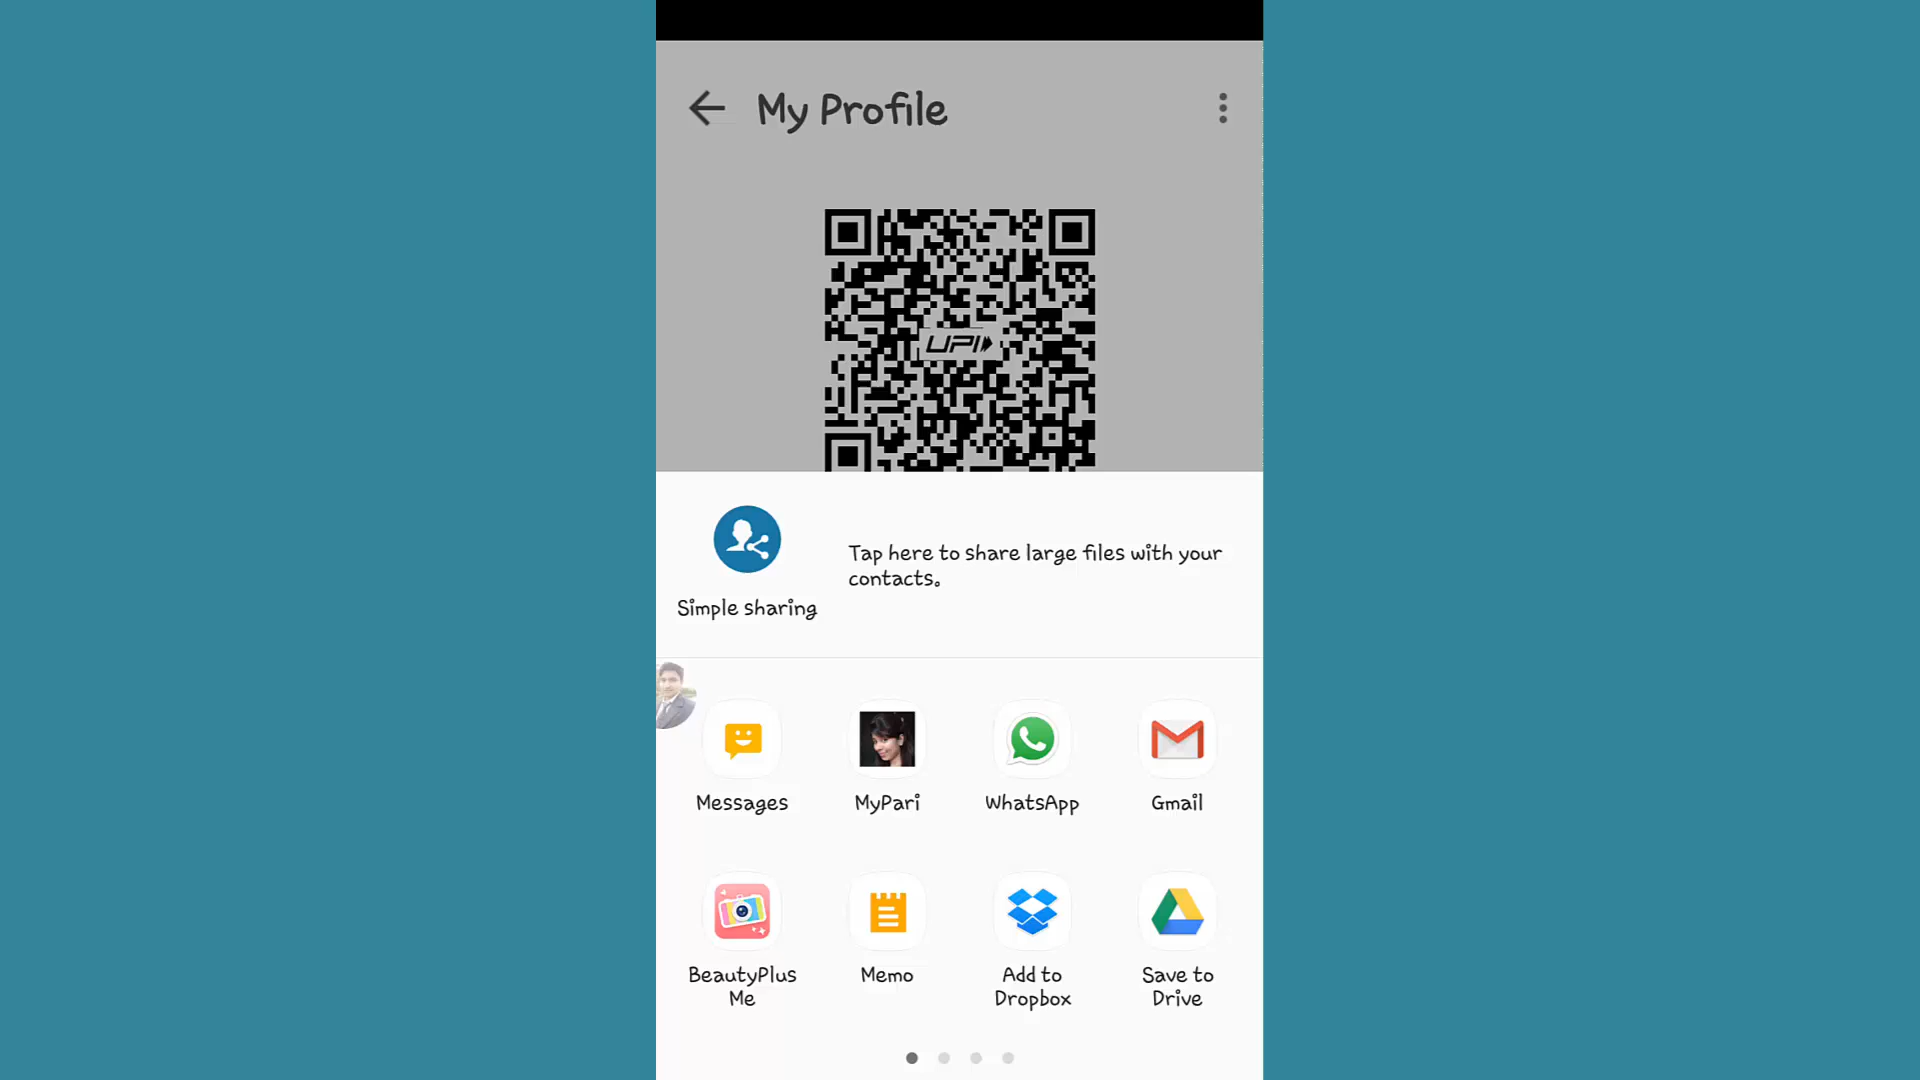 My Profile
UPI
Tap here to share large files with your
contacts.
Simple sharing
Messages
MyPari
WhatsApp
Gmail
BeautyPlus
Me
Memo
Add to
Dropbox
Save to
Drive